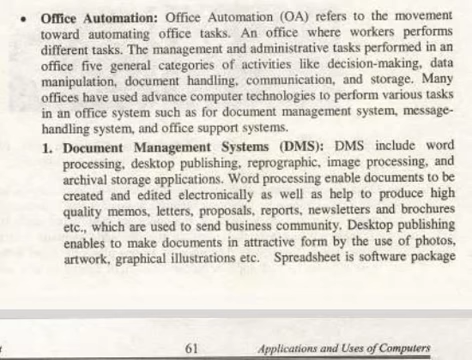 • Office Automation: Office Automation (OA) refers to the movement
toward automating office tasks. An office where workers performs
different tasks. The management and administrative tasks performed in an
office five general categories of activities like decision-making, data
manipulation, document handling, communication, and storage. Many
offices have used advance computer technologies to perform various tasks
in an office system such as for document management system, message-
handling system, and office support systems.
1. Document Management Systems (DMS): DMS include word
processing, desktop publishing, reprographic, image processing, and
archival storage applications. Word processing enable documents to be
created and edited electronically as well as help to produce high
quality memos, letters, proposals, reports, newsletters and brochures
etc., which are used to send business community. Desktop publishing
enables to make documents in attractive form by the use of photos,
artwork, graphical illustrations etc. Spreadsheet is software package
61 Applications and Uses of Computers